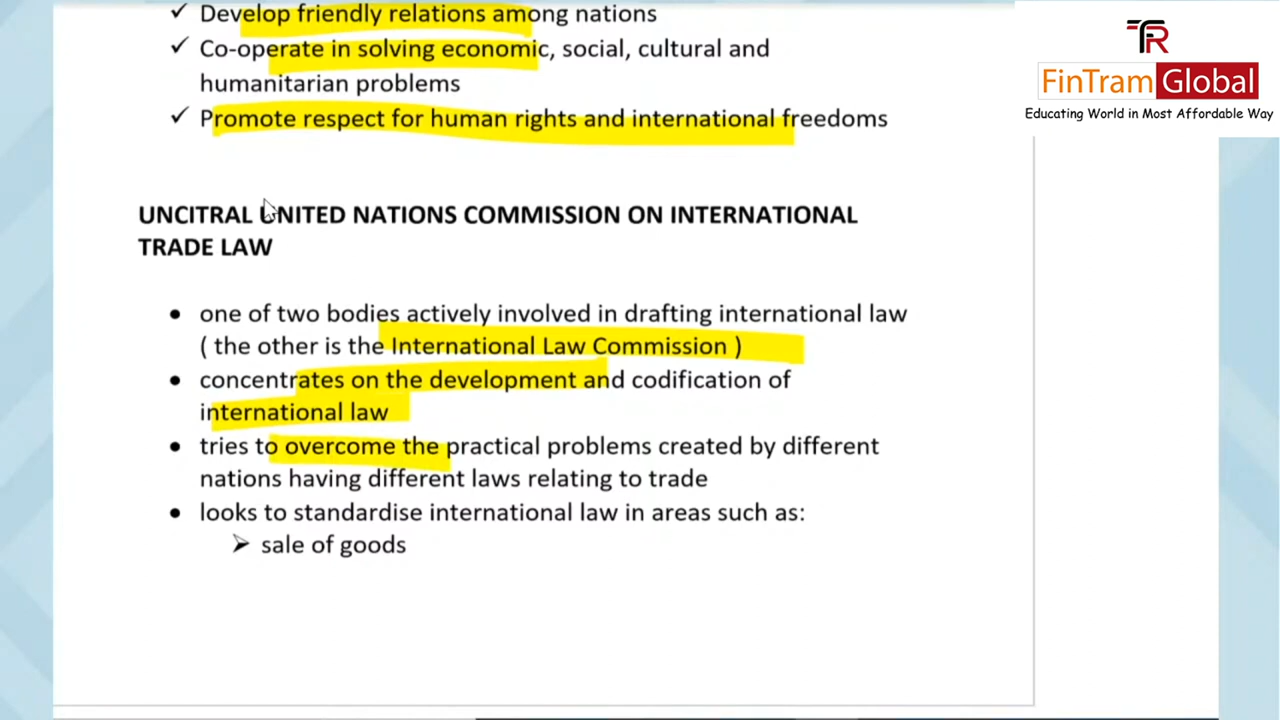 ✓ Develop friendly relations among nations
✓ Co-operate in solving economic, social, cultural and
humanitarian problems
✓ Promote respect for human rights and international freedoms
TR
FinTram Global
Educating World in Most Affordable Way
UNCITRAL UNITED NATIONS COMMISSION ON INTERNATIONAL
TRADE LAW
• one of two bodies actively involved in drafting international law
( the other is the International Law Commission )
• concentrates on the development and codification of
international law
• tries to overcome the practical problems created by different
nations having different laws relating to trade
• looks to standardise international law in areas such as:
➢ sale of goods